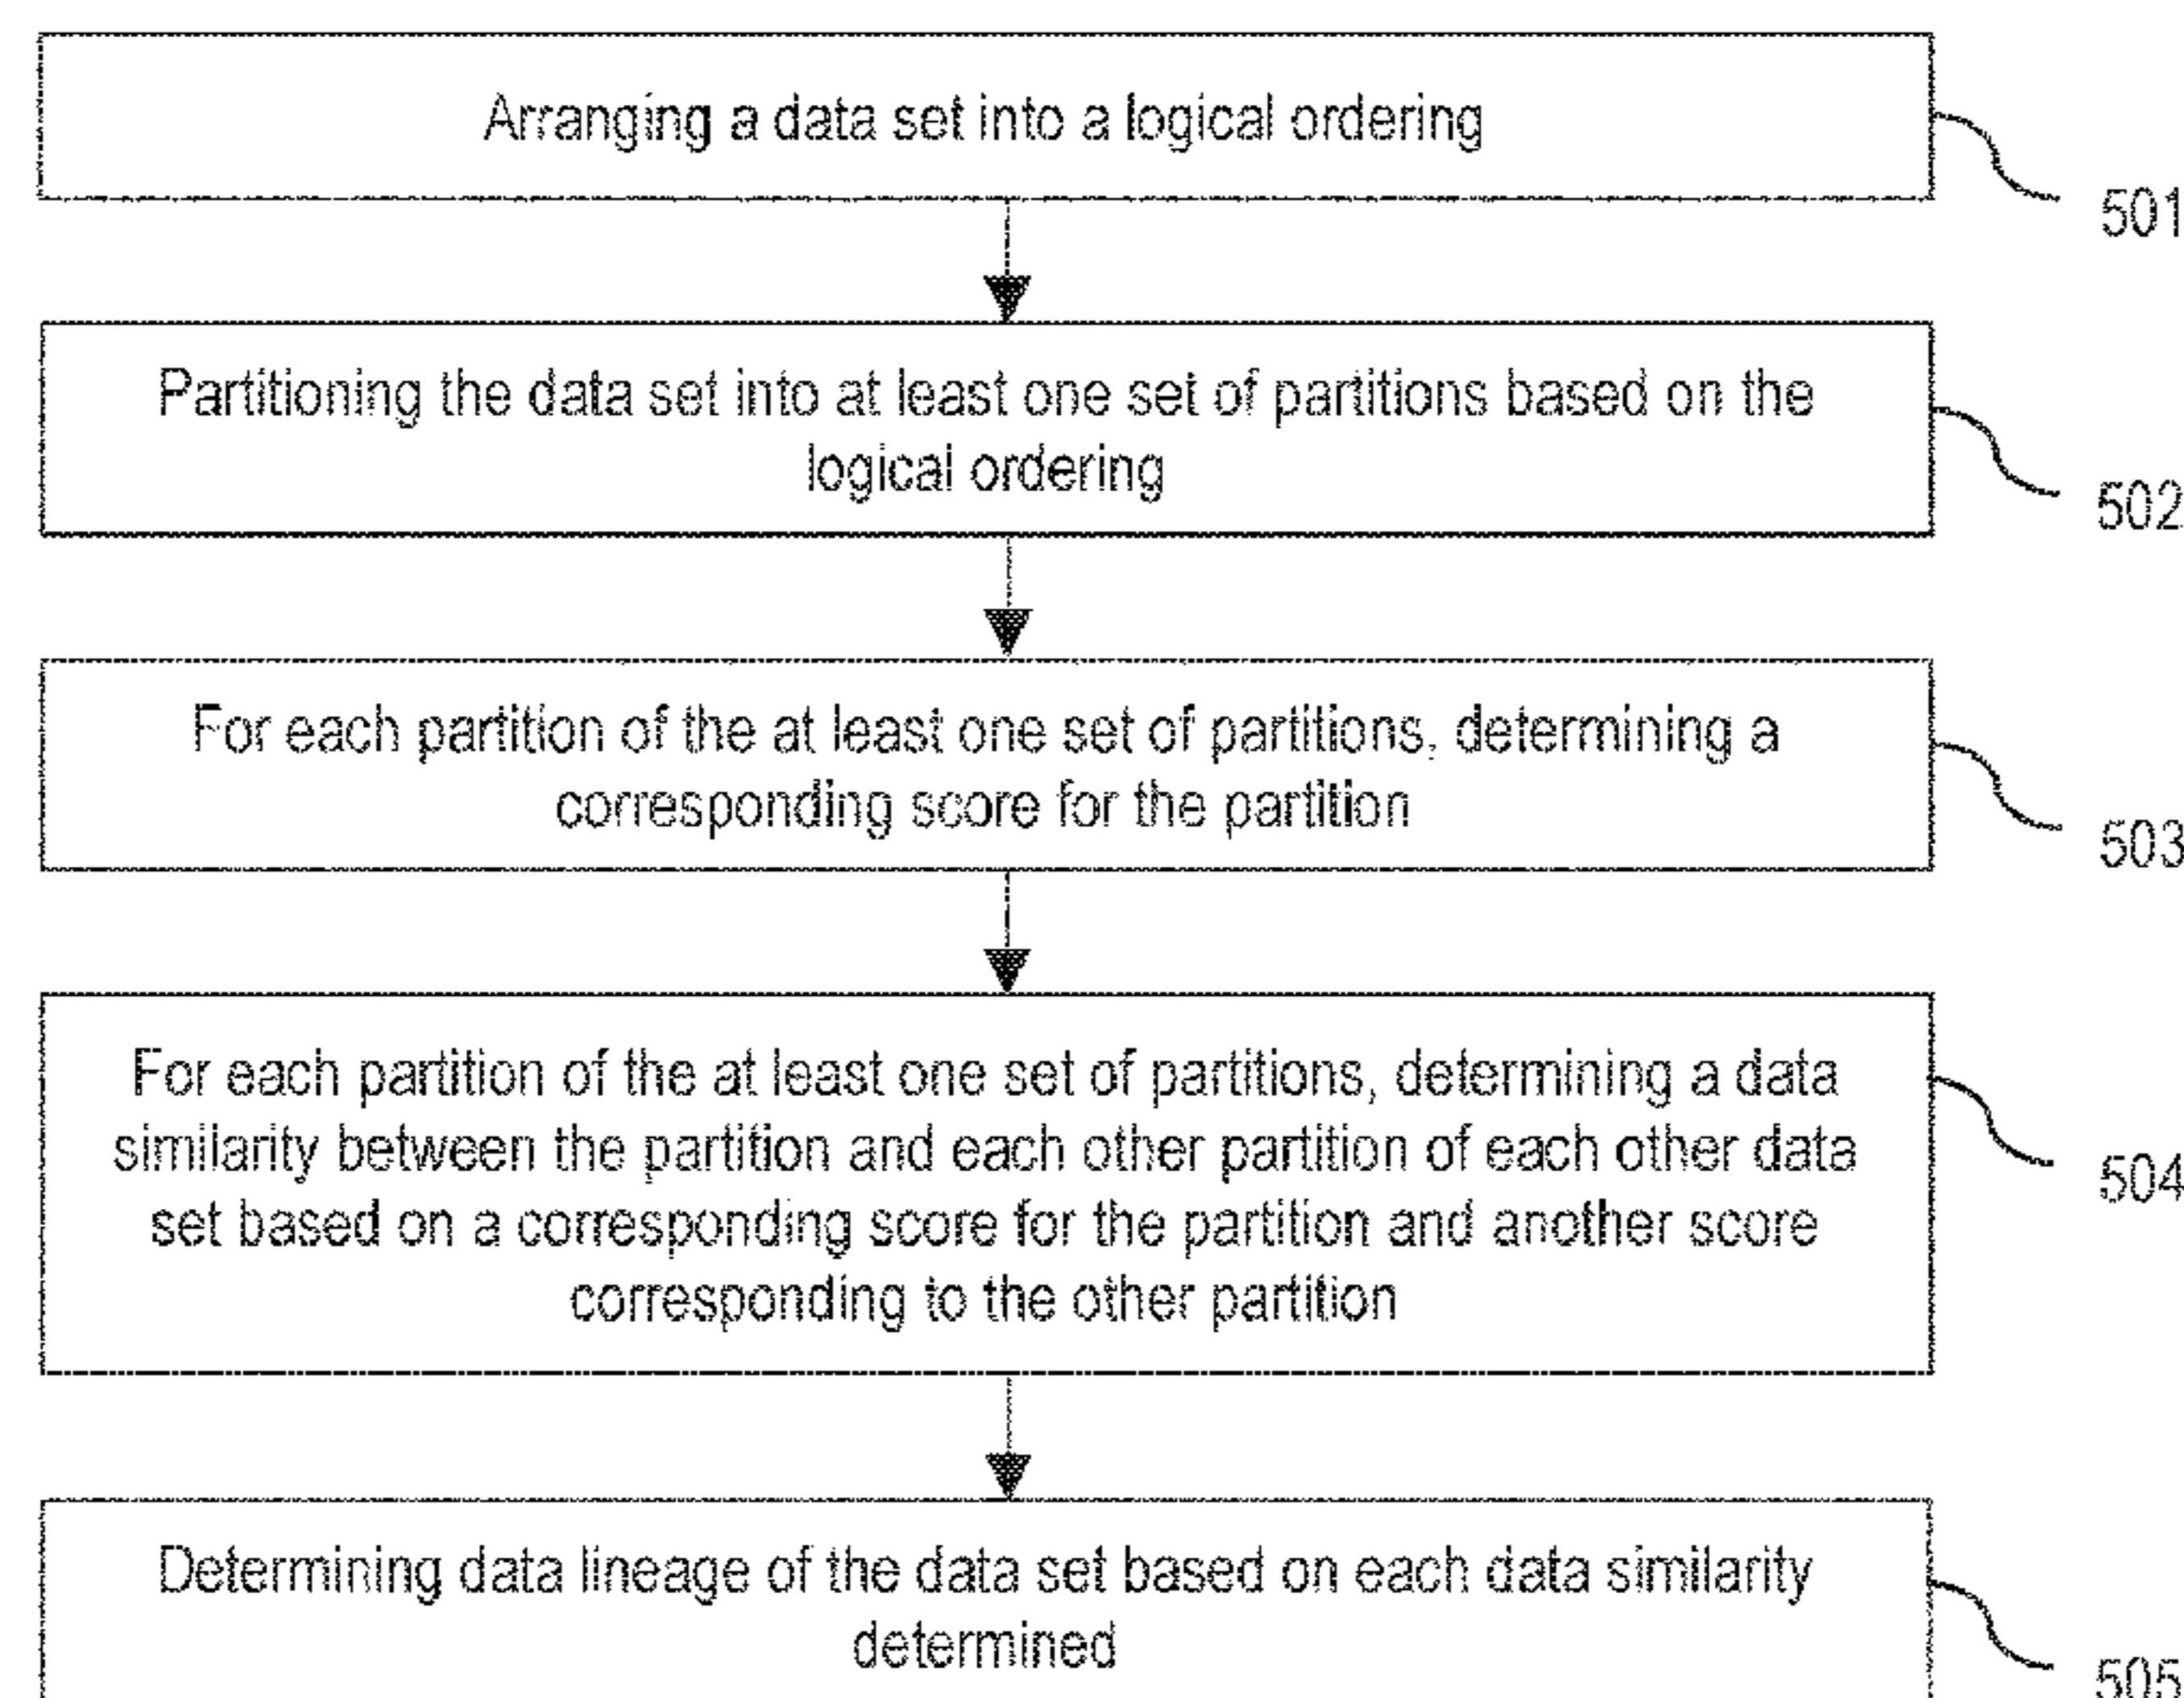 Arranging a data set into a logical ordering
501
Partitioning the data set into at least one set of partitions based on the
logical ordering
502
For each partition of the at least one set of partitions, determining a
corresponding score for the partition
503
For each partition of the at least one set of partitions, determining a data
similarity between the partition and each other partition of each other data
set based on a corresponding score for the partition and another score
corresponding to the other partition
504
Determining data lineage of the data set based on each data similarity
determined
505